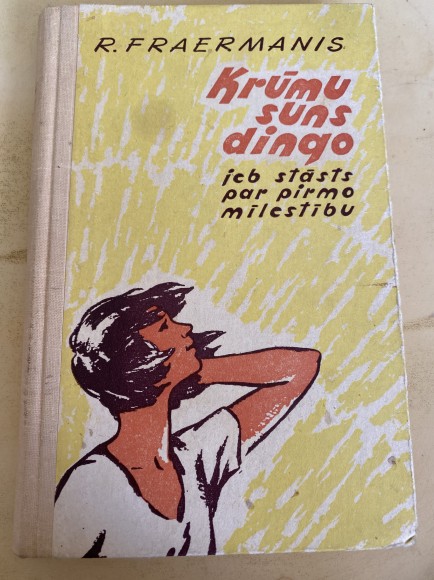 R. FRAERMANIS
Krūmu
suns
dingo
jeb stāsts
par pirmo
mīlestību